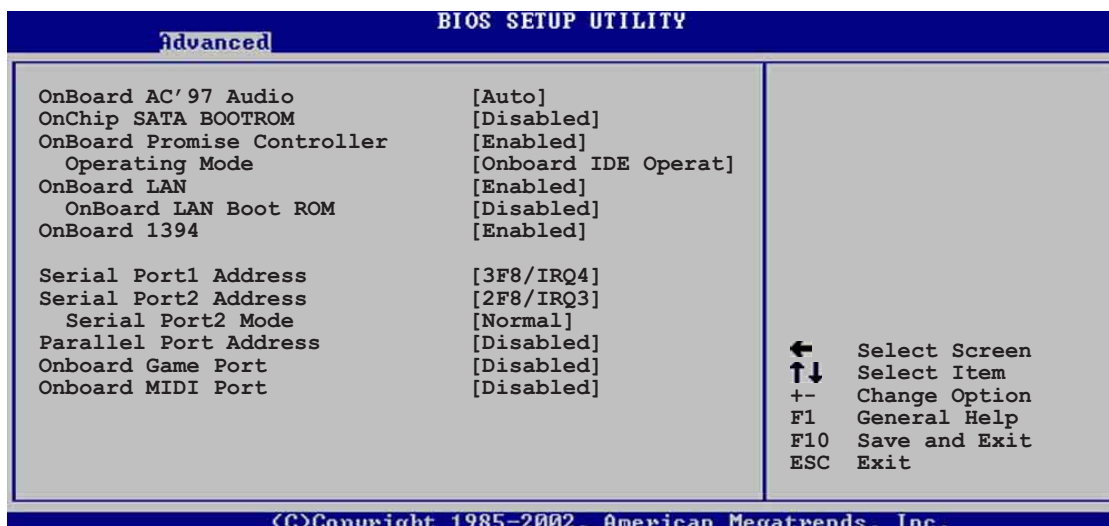 BIOS SETUP UTILITY
Advanced
OnBoard AC'97 Audio [Auto]
OnChip SATA BOOTROM [Disabled]
OnBoard Promise Controller [Enabled]
Operating Mode [Onboard IDE Operat]
OnBoard LAN [Enabled]
OnBoard LAN Boot ROM [Disabled]
OnBoard 1394 [Enabled]
Serial Port1 Address [3F8/IRQ4]
Serial Port2 Address [2F8/IRQ3]
Serial Port2 Mode [Normal]
Parallel Port Address [Disabled]
Onboard Game Port [Disabled]
Onboard MIDI Port [Disabled]
← Select Screen
↑↓ Select Item
+- Change Option
F1 General Help
F10 Save and Exit
ESC Exit
(C)Copyright 1985-2002, American Megatrends, Inc.